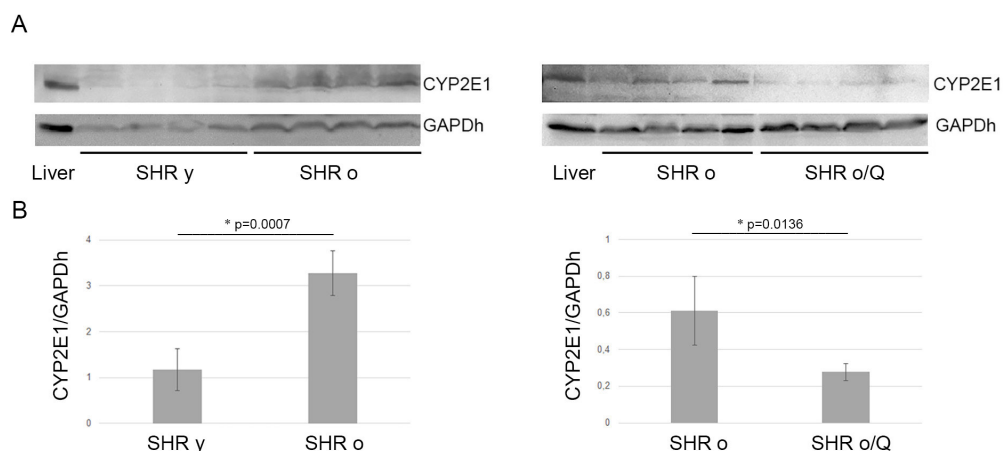 A
CYP2E1
GAPDh
Liver SHR y SHR o
CYP2E1
GAPDh
Liver SHR o SHR o/Q
B
* p=0.0007
4
3
2
1
0
CYP2E1/GAPDh
SHR y SHR o
* p=0.0136
1
0,8
0,6
0,4
0,2
0
CYP2E1/GAPDh
SHR o SHR o/Q